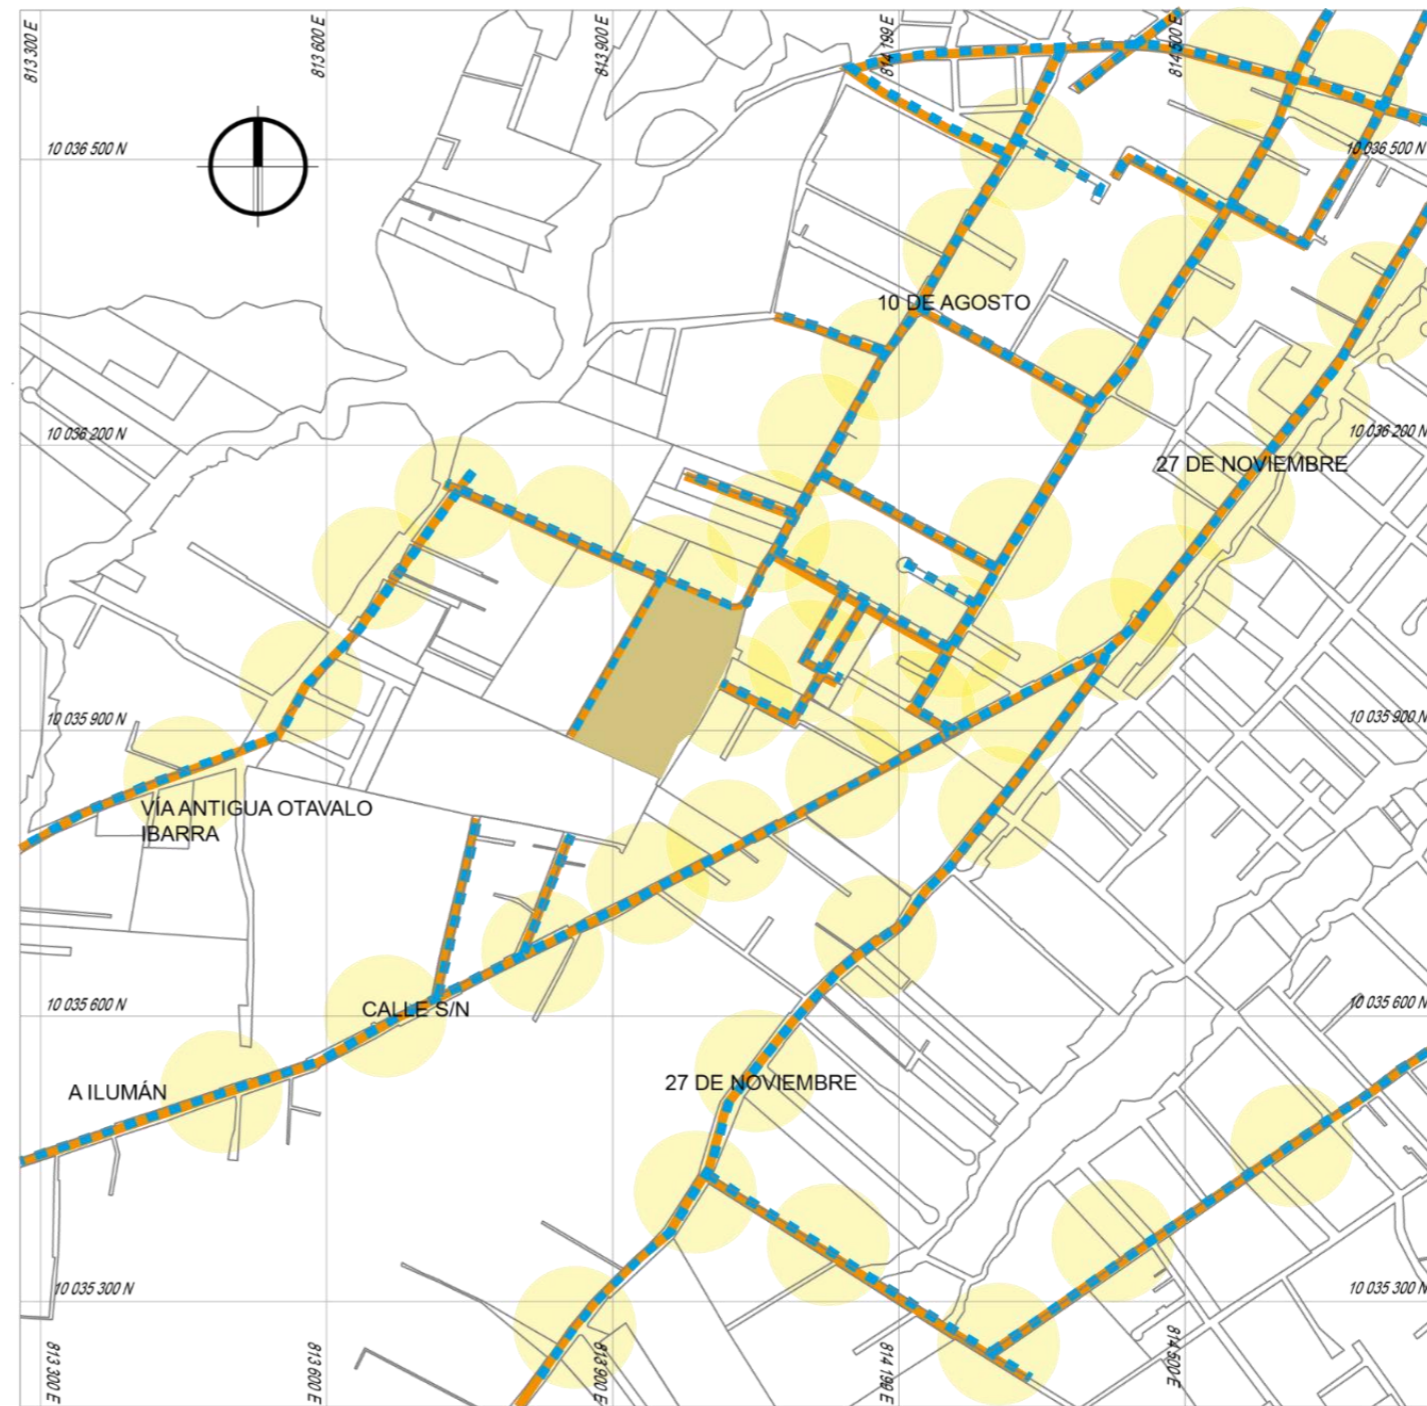 813 300 E
813 600 E
813 900 E
814 199 E
814 500 E
10 036 500 N
10 036 500 N
10 DE AGOSTO
10 036 200 N
10 036 200 N
27 DE NOVIEMBRE
10 035 900 N
10 035 900 N
VÍA ANTIGUA OTAVALO
IBARRA
10 035 600 N
10 035 600 N
CALLE S/N
27 DE NOVIEMBRE
A ILUMÁN
10 035 300 N
10 035 300 N
813 300 E
813 600 E
813 900 E
814 199 E
814 500 E